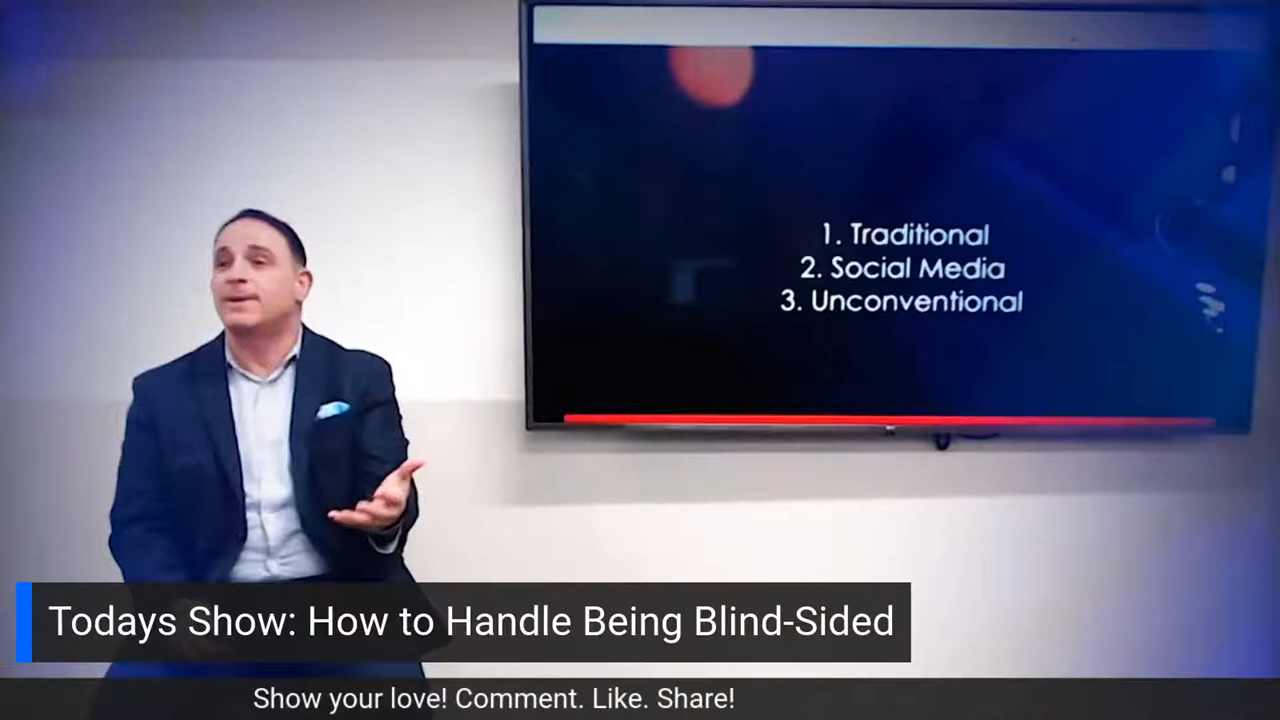 1. Traditional
2. Social Media
3. Unconventional
Todays Show: How to Handle Being Blind-Sided
Show your love! Comment. Like. Share!